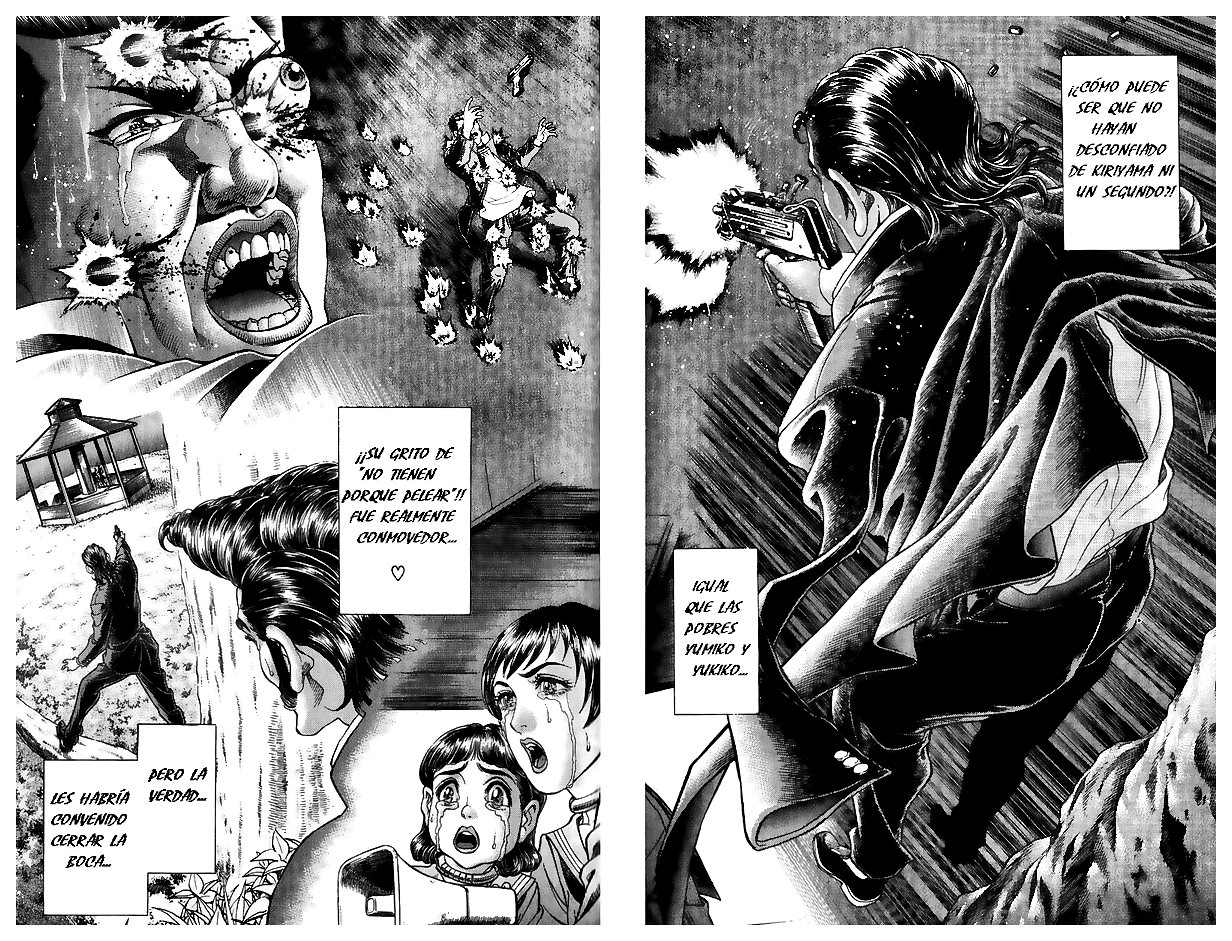 ¡¿CÓMO PUEDE
SER QUE NO
HAYAN
DESCONFIADO
DE KIRIYAMA NI
UN SEGUNDO?!
IGUAL
QUE LAS
POBRES
YUMIKO Y
YUKIKO...
¡¡SU GRITO DE
"NO TIENEN
PORQUE PELEAR"!!
FUE REALMENTE
CONMOVEDOR...
♡
PERO LA
VERDAD...
LES HABRÍA
CONVENIDO
CERRAR LA
BOCA...